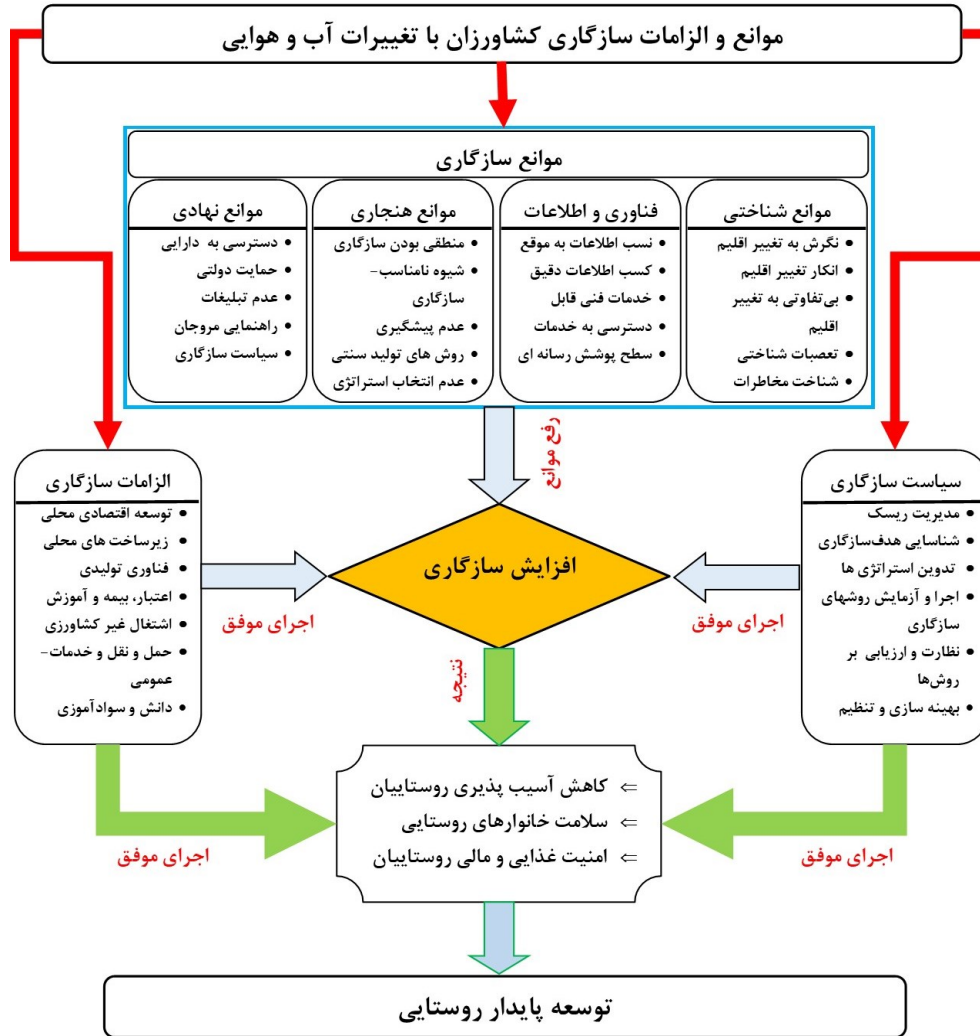 موانع و الزامات سازگاری کشاورزان با تغییرات آب و هوایی
موانع سازگاری
موانع شناختی
• نگرش به تغییر اقلیم
• انکار تغییر اقلیم
• بی‌تفاوتی به تغییر
اقلیم
• تعصبات شناختی
• شناخت مخاطرات
فناوری و اطلاعات
• نسب اطلاعات به موقع
• کسب اطلاعات دقیق
• خدمات فنی قابل
• دسترسی به خدمات
• سطح پوشش رسانه ای
موانع هنجاری
• منطقی بودن سازگاری
• شیوه نامناسب-
سازگاری
• عدم پیشگیری
• روش های تولید سنتی
• عدم انتخاب استراتژی
موانع نهادی
• دسترسی به دارایی
• حمایت دولتی
• عدم تبلیغات
• راهنمایی مروجان
• سیاست سازگاری
رفع موانع
سیاست سازگاری
• مدیریت ریسک
• شناسایی هدف‌سازگاری
• تدوین استراتژی ها
• اجرا و آزمایش روشهای
سازگاری
• نظارت و ارزیابی بر
روش‌ها
• بهینه سازی و تنظیم
اجرای موفق
افزایش سازگاری
اجرای موفق
الزامات سازگاری
• توسعه اقتصادی محلی
• زیرساخت های محلی
• فناوری تولیدی
• اعتبار، بیمه و آموزش
• اشتغال غیر کشاورزی
• حمل و نقل و خدمات-
عمومی
• دانش و سوادآموزی
نتیجه
اجرای موفق
⇐ کاهش آسیب پذیری روستاییان
⇐ سلامت خانوارهای روستایی
⇐ امنیت غذایی و مالی روستاییان
اجرای موفق
توسعه پایدار روستایی